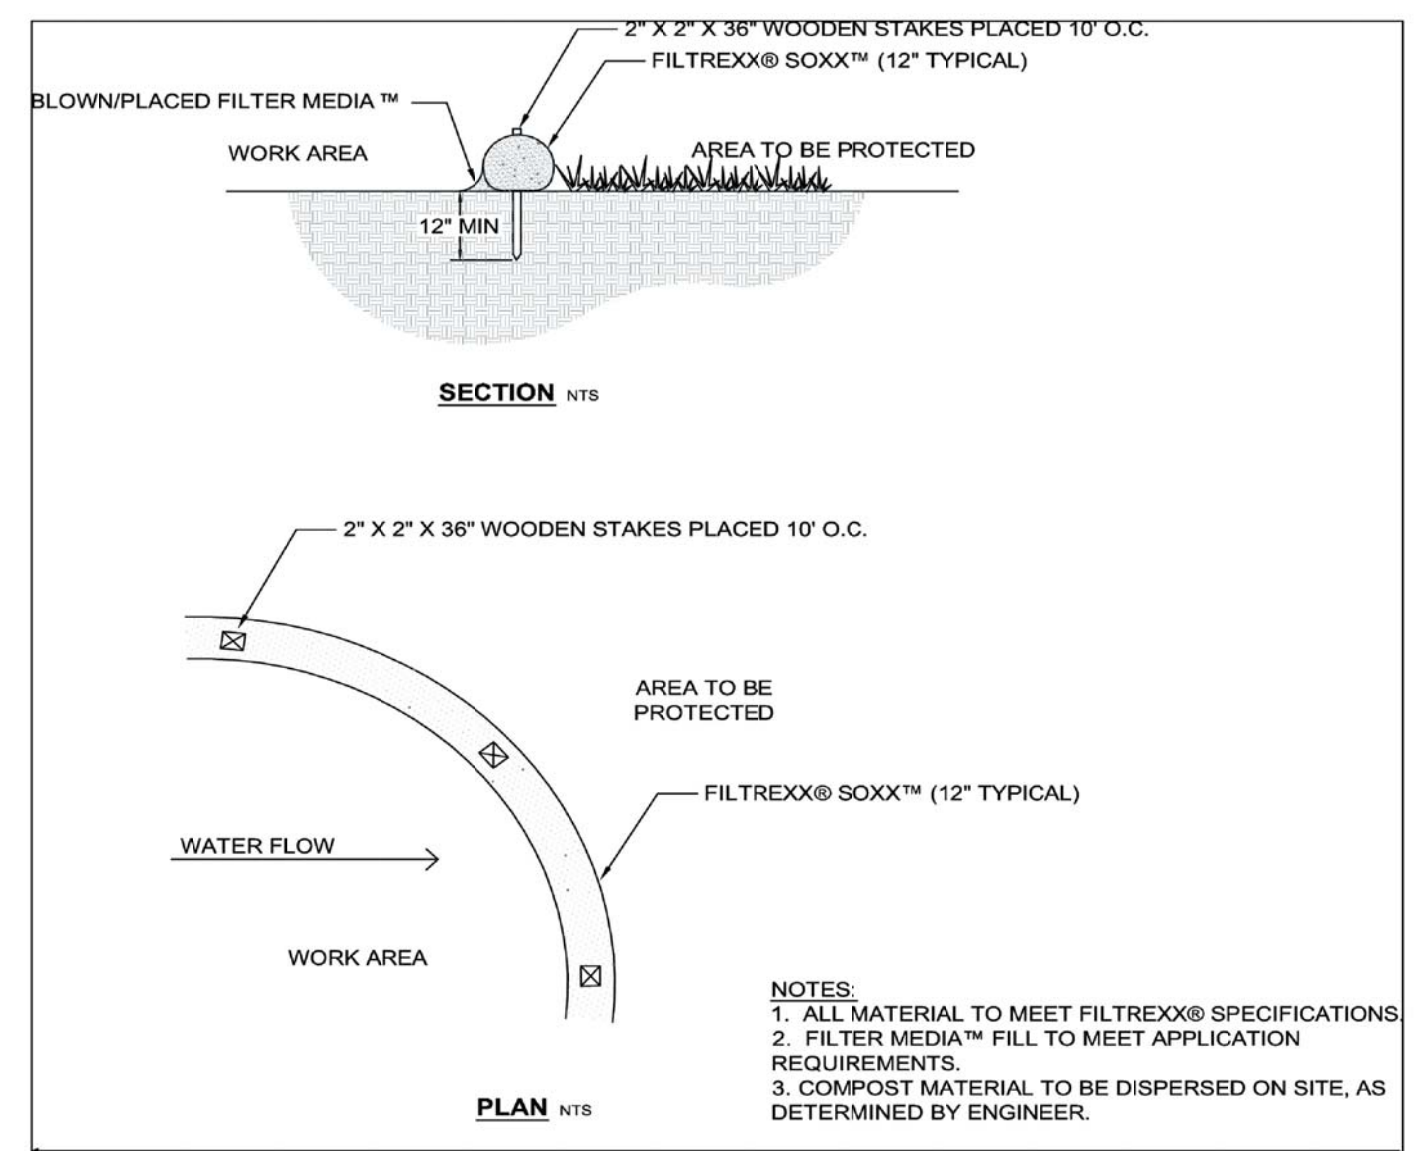 2" X 2" X 36" WOODEN STAKES PLACED 10' O.C.
FILTREXX® SOXX™ (12" TYPICAL)
BLOWN/PLACED FILTER MEDIA ™
WORK AREA
AREA TO BE PROTECTED
12" MIN
SECTION NTS
2" X 2" X 36" WOODEN STAKES PLACED 10' O.C.
AREA TO BE
PROTECTED
FILTREXX® SOXX™ (12" TYPICAL)
WATER FLOW
WORK AREA
NOTES:
1. ALL MATERIAL TO MEET FILTREXX® SPECIFICATIONS.
2. FILTER MEDIA™ FILL TO MEET APPLICATION
REQUIREMENTS.
3. COMPOST MATERIAL TO BE DISPERSED ON SITE, AS
DETERMINED BY ENGINEER.
PLAN NTS